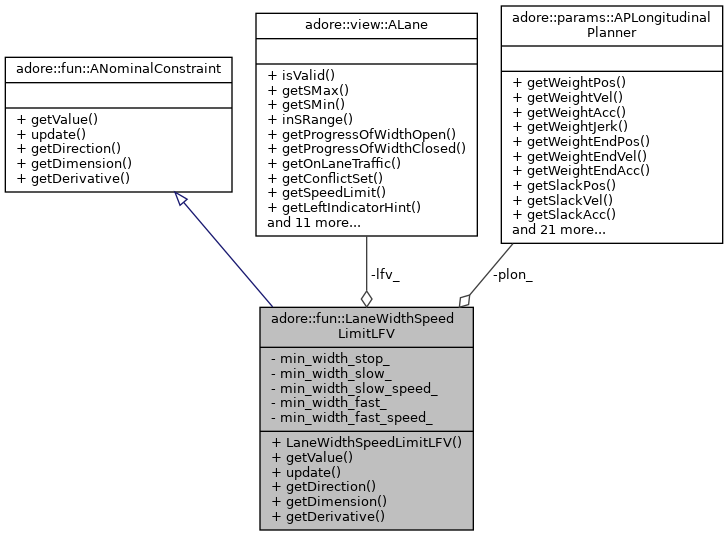 adore::fun::ANominalConstraint
+ getValue()
+ update()
+ getDirection()
+ getDimension()
+ getDerivative()
adore::view::ALane
+ isValid()
+ getSMax()
+ getSMin()
+ inSRange()
+ getProgressOfWidthOpen()
+ getProgressOfWidthClosed()
+ getOnLaneTraffic()
+ getConflictSet()
+ getSpeedLimit()
+ getLeftIndicatorHint()
and 11 more...
adore::params::APLongitudinal
Planner
+ getWeightPos()
+ getWeightVel()
+ getWeightAcc()
+ getWeightJerk()
+ getWeightEndPos()
+ getWeightEndVel()
+ getWeightEndAcc()
+ getSlackPos()
+ getSlackVel()
+ getSlackAcc()
and 21 more...
-lfv_
-plon_
adore::fun::LaneWidthSpeed
LimitLFV
- min_width_stop_
- min_width_slow_
- min_width_slow_speed_
- min_width_fast_
- min_width_fast_speed_
+ LaneWidthSpeedLimitLFV()
+ getValue()
+ update()
+ getDirection()
+ getDimension()
+ getDerivative()